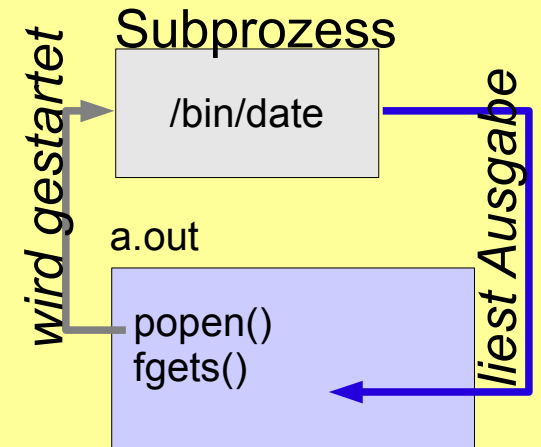 Subprozess
wird gestartet
/bin/date
liest Ausgabe
a.out
popen()
fgets()